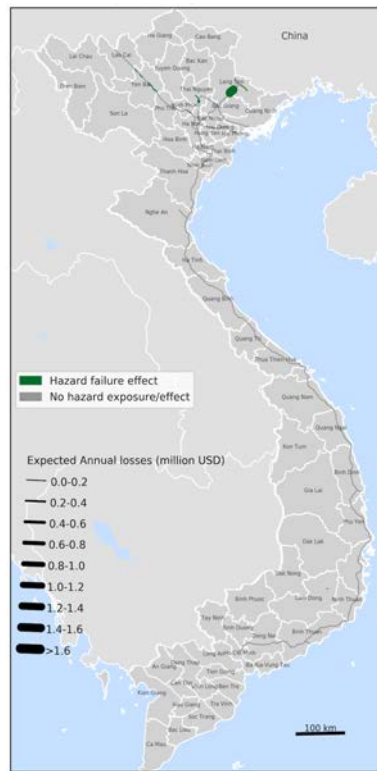 Ha Giang
Cao Bang
China
Lai Chau
Lao Cai
Bac Kan
Tuyen Quang
Lang Son
Dien Bien
Yen Bai
Thai Nguyen
Phu Tho
Quang Ninh
Son La
Hoa Binh
Thai Binh
Thanh Hoa
Nghe An
Ha Tinh
Quang Binh
Quang Tri
Thua Thien Hue
Hazard failure effect
No hazard exposure/effect
Quang Nam
Quang Ngai
Kon Tum
Expected Annual losses (million USD)
0.0-0.2
0.2-0.4
0.4-0.6
0.6-0.8
0.8-1.0
1.0-1.2
1.2-1.4
1.4-1.6
>1.6
Binh Dinh
Gia Lai
Phu Yen
Dak Lak
Dak Nong
Binh Phuoc
Lam Dong
Ninh Thuan
Tay Ninh
Binh Duong
Dong Nai
Binh Thuan
Ba Ria Vung Tau
Dong Thap
An Giang
Tien Giang
Can Tho
Vinh Long
Ben Tre
Kien Giang
Hau Giang
Tra Vinh
Soc Trang
Bac Lieu
Ca Mau
100 km